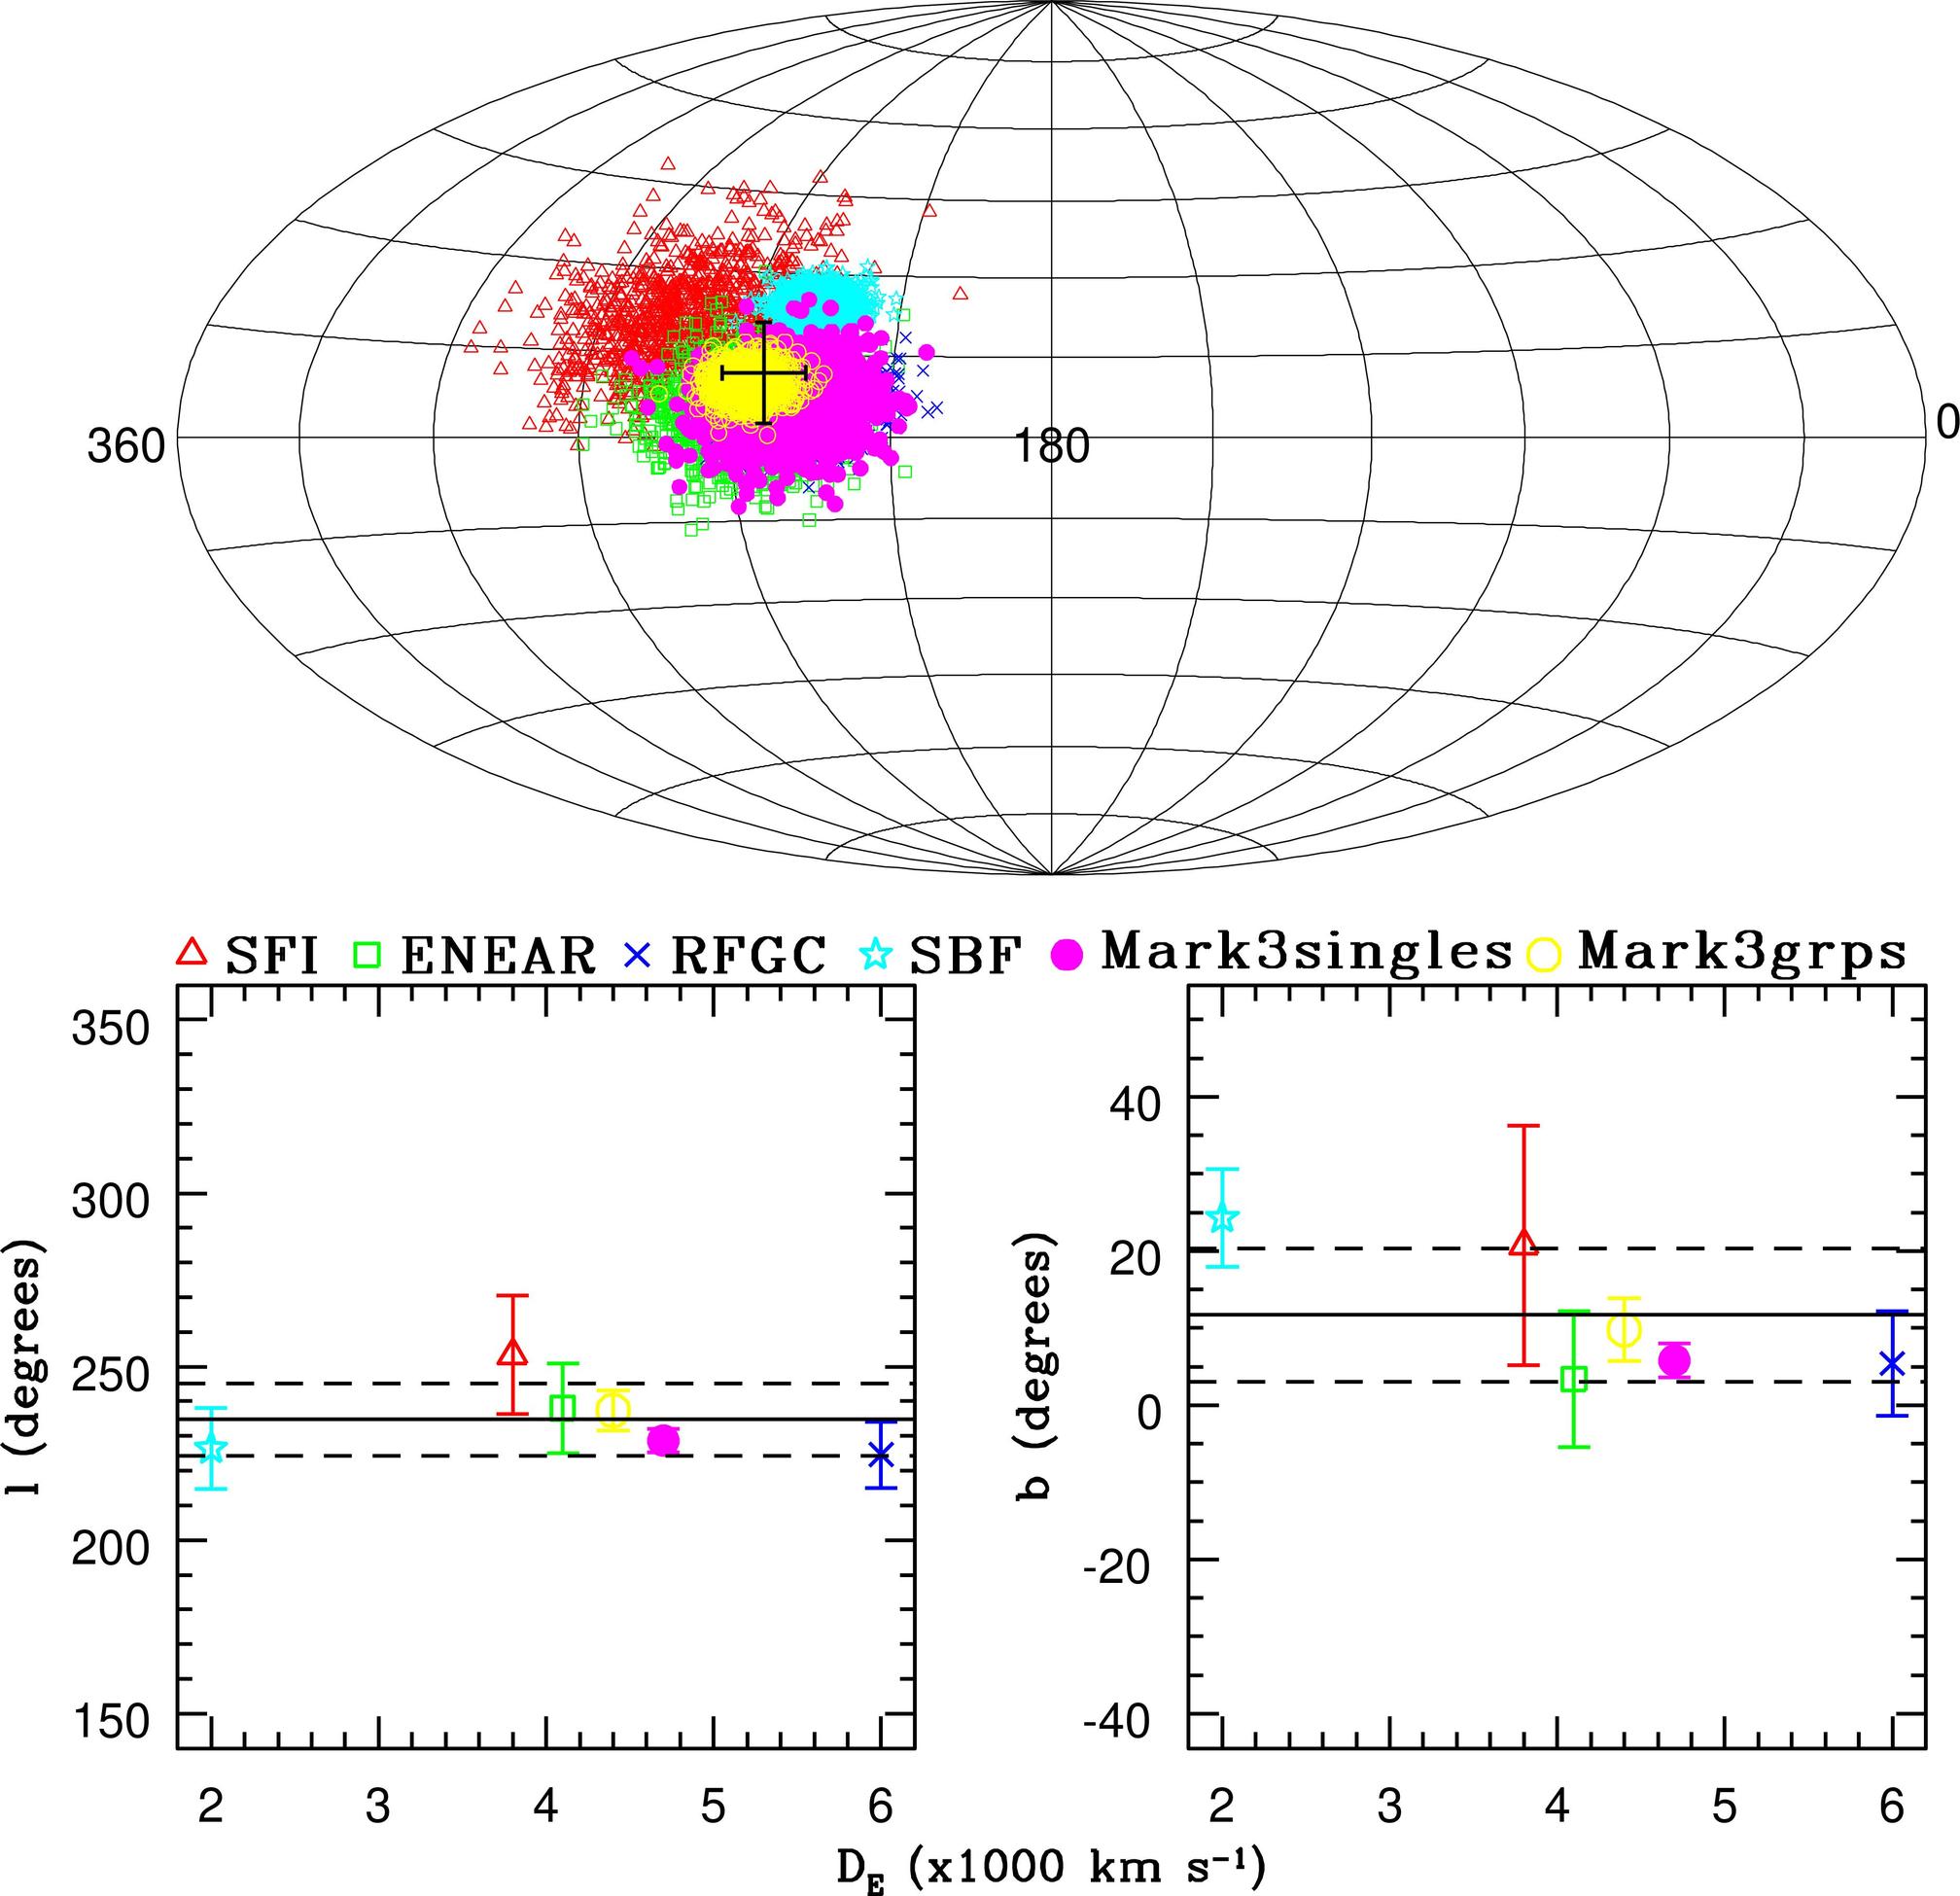 360 180 0
SFI ENEAR RFGC SBF Mark3singles Mark3grps
l (degrees)
350
300
250
200
150
2 3 4 5 6
b (degrees)
40
20
0
-20
-40
2 3 4 5 6
D_E (x1000 km s⁻¹)